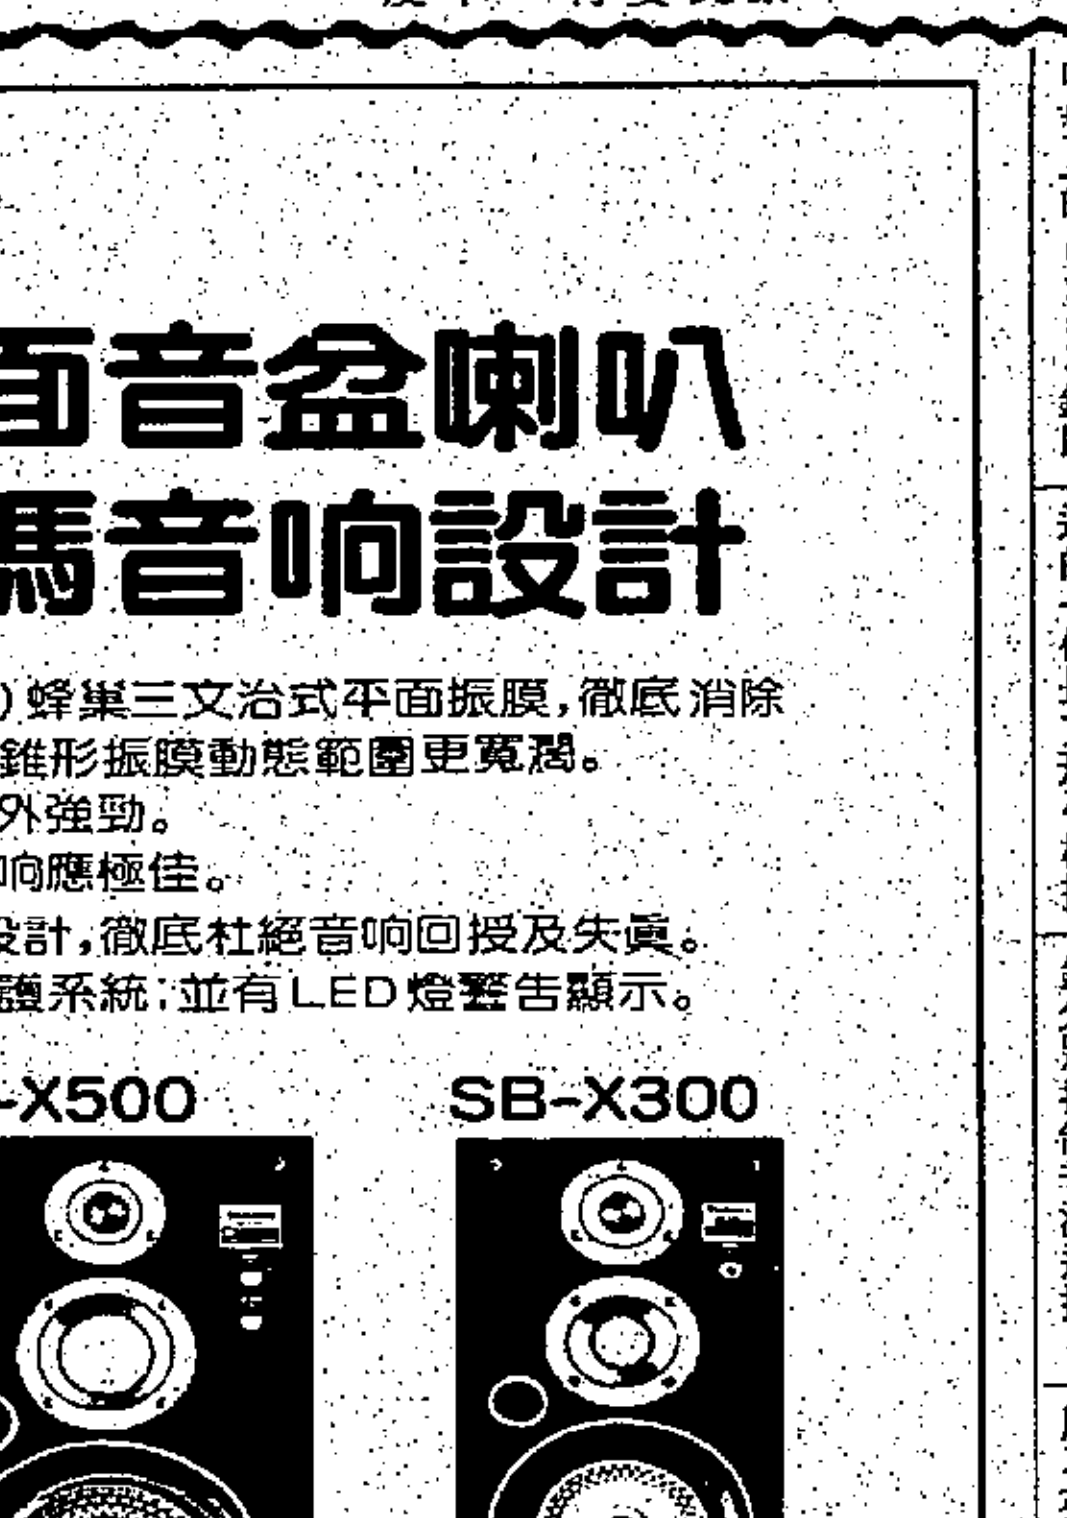 面音盆喇叭
馬音响設計
)蜂巢三文治式平面振膜,徹底消除
錐形振膜動態範圍更寬濶。
外強勁。
响應極佳。
設計,徹底杜絕音响回授及失眞。
護系統;並有LED燈警告顯示。
-X500
SB-X300